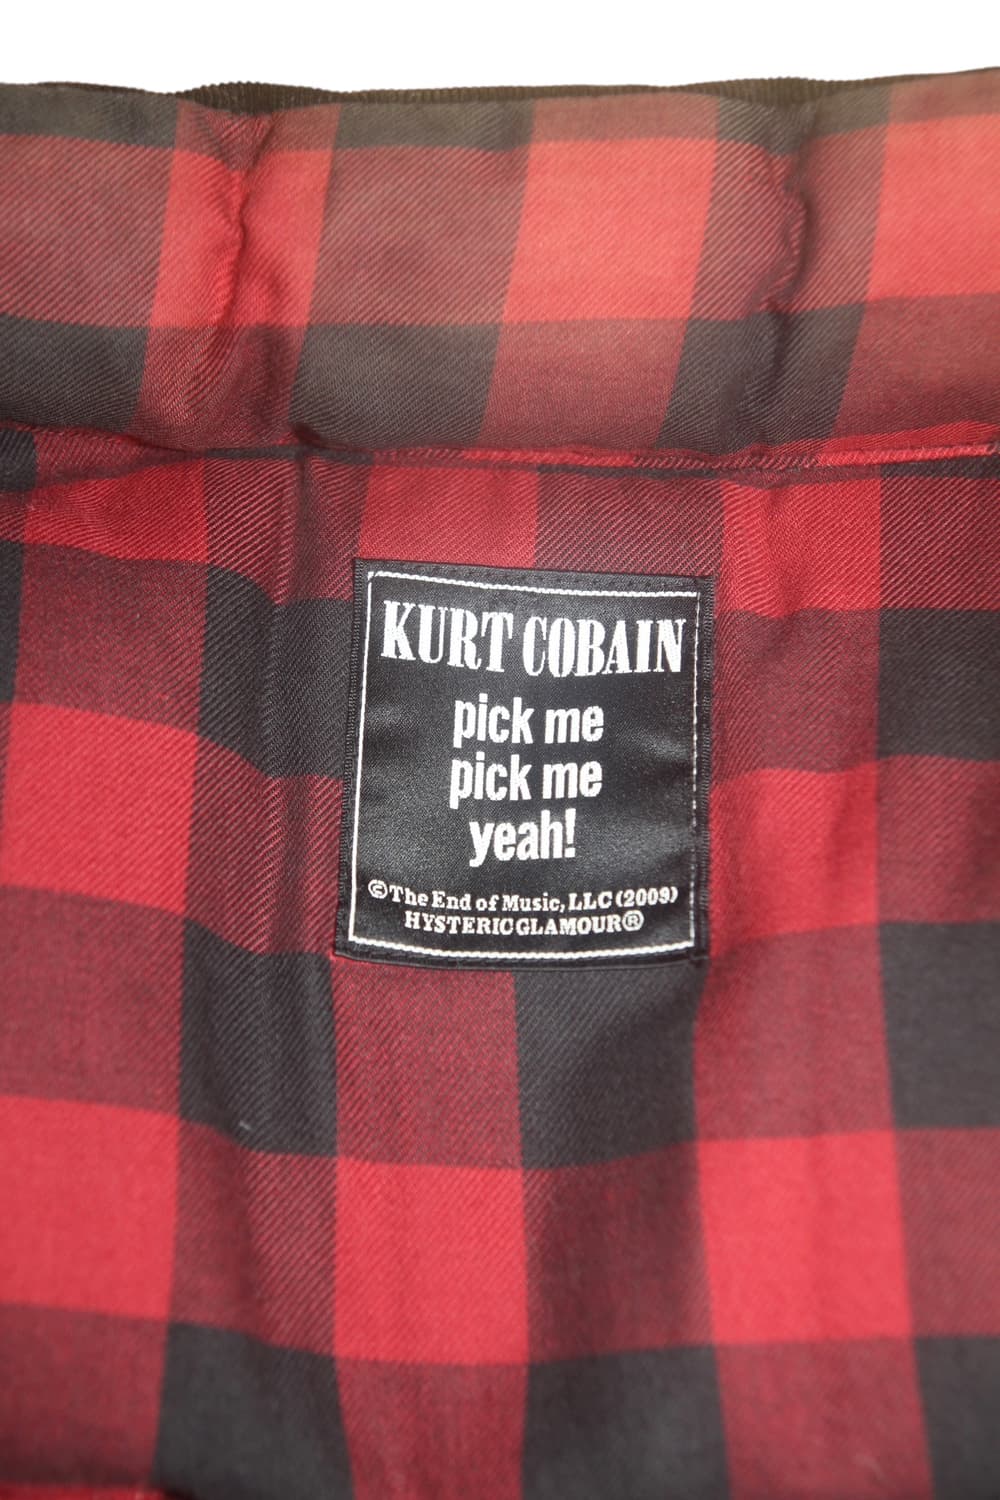 KURT COBAIN
pick me
pick me
yeah!
©The End of Music, LLC (2009)
HYSTERICGLAMOUR®